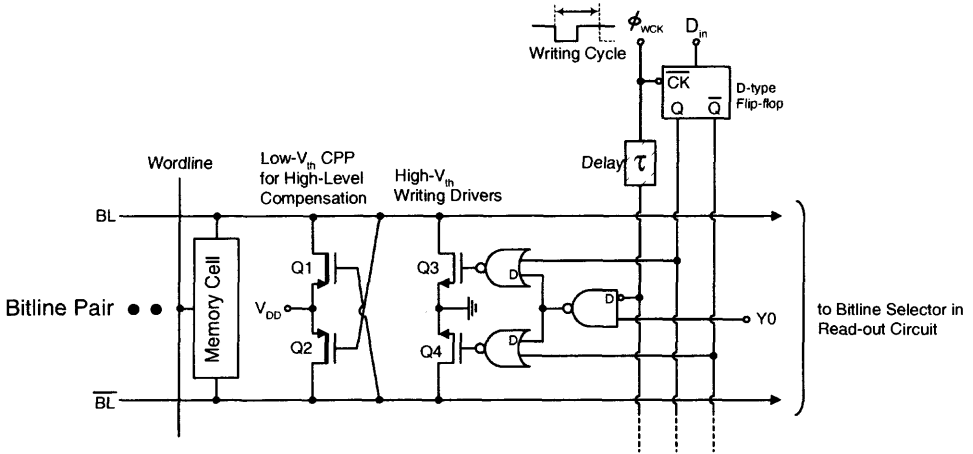 ϕWCK
Din
Writing Cycle
CK
Q Q
D-type
Flip-flop
Delay
τ
Wordline
Low-Vth CPP
for High-Level
Compensation
High-Vth
Writing Drivers
BL
Memory Cell
Bitline Pair
Q1
VDD
Q2
Q3
Q4
D
D
D
D
Y0
to Bitline Selector in
Read-out Circuit
BL